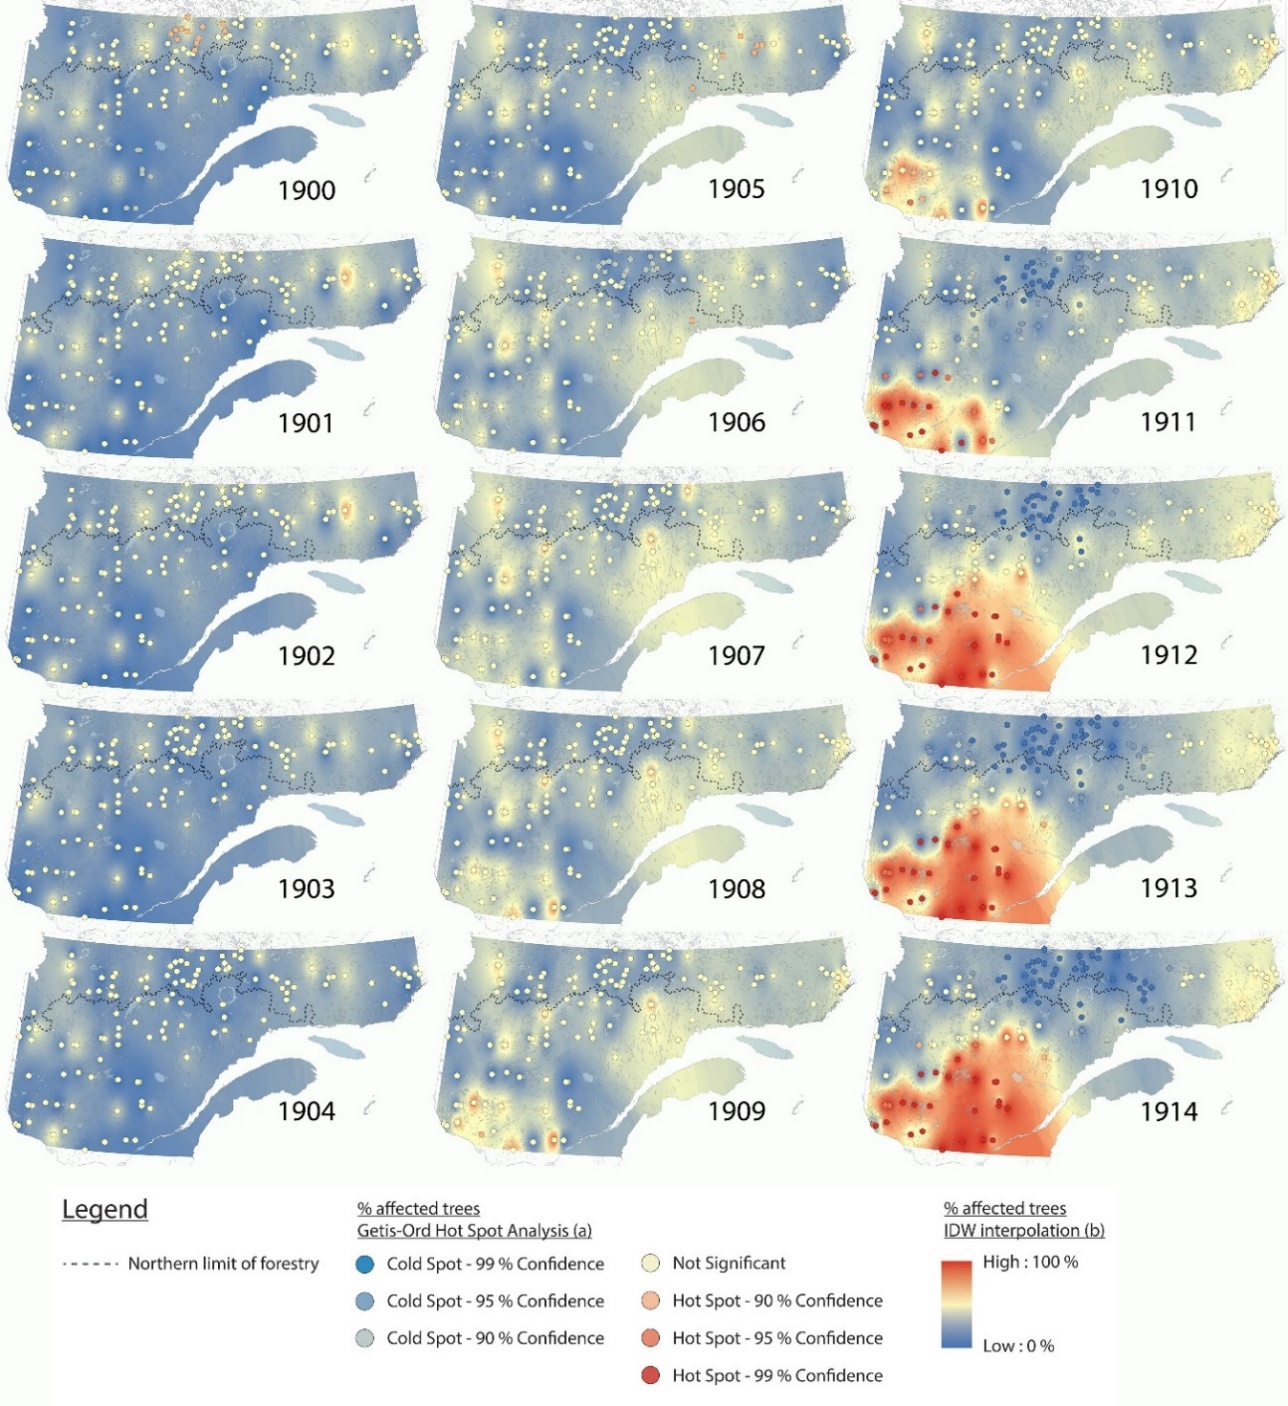 1900
1905
1910
1901
1906
1911
1902
1907
1912
1903
1908
1913
1904
1909
1914
Legend
Northern limit of forestry
% affected trees
Getis-Ord Hot Spot Analysis (a)
Cold Spot - 99 % Confidence
Cold Spot - 95 % Confidence
Cold Spot - 90 % Confidence
Not Significant
Hot Spot - 90 % Confidence
Hot Spot - 95 % Confidence
Hot Spot - 99 % Confidence
% affected trees
IDW interpolation (b)
High : 100 %
Low : 0 %